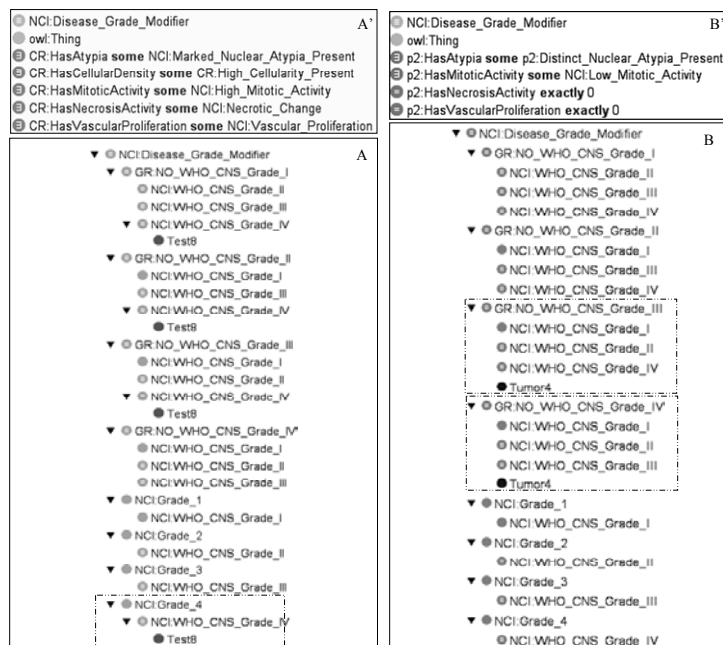 A'
NCI:Disease_Grade_Modifier
owl:Thing
CR:HasAtypia some NCI:Marked_Nuclear_Atypia_Present
CR:HasCellularDensity some CR:High_Cellularity_Present
CR:HasMitoticActivity some NCI:High_Mitotic_Activity
CR:HasNecrosisActivity some NCI:Necrotic_Change
CR:HasVascularProliferation some NCI:Vascular_Proliferation
A
NCI:Disease_Grade_Modifier
GR:NO_WHO_CNS_Grade_I
NCI:WHO_CNS_Grade_II
NCI:WHO_CNS_Grade_III
NCI:WHO_CNS_Grade_IV
Test8
GR:NO_WHO_CNS_Grade_II
NCI:WHO_CNS_Grade_I
NCI:WHO_CNS_Grade_III
NCI:WHO_CNS_Grade_IV
Test8
GR:NO_WHO_CNS_Grade_III
NCI:WHO_CNS_Grade_I
NCI:WHO_CNS_Grade_II
NCI:WHO_CNS_Grade_IV
Test8
GR:NO_WHO_CNS_Grade_IV'
NCI:WHO_CNS_Grade_I
NCI:WHO_CNS_Grade_II
NCI:WHO_CNS_Grade_III
NCI:Grade_1
NCI:WHO_CNS_Grade_I
NCI:Grade_2
NCI:WHO_CNS_Grade_II
NCI:Grade_3
NCI:WHO_CNS_Grade_III
NCI:Grade_4
NCI:WHO_CNS_Grade_IV
Test8
B'
NCI:Disease_Grade_Modifier
owl:Thing
p2:HasAtypia some p2:Distinct_Nuclear_Atypia_Present
p2:HasMitoticActivity some NCI:Low_Mitotic_Activity
p2:HasNecrosisActivity exactly 0
p2:HasVascularProliferation exactly 0
B
NCI:Disease_Grade_Modifier
GR:NO_WHO_CNS_Grade_I
NCI:WHO_CNS_Grade_II
NCI:WHO_CNS_Grade_III
NCI:WHO_CNS_Grade_IV
GR:NO_WHO_CNS_Grade_II
NCI:WHO_CNS_Grade_I
NCI:WHO_CNS_Grade_III
NCI:WHO_CNS_Grade_IV
GR:NO_WHO_CNS_Grade_III
NCI:WHO_CNS_Grade_I
NCI:WHO_CNS_Grade_II
NCI:WHO_CNS_Grade_IV
Tumor4
GR:NO_WHO_CNS_Grade_IV'
NCI:WHO_CNS_Grade_I
NCI:WHO_CNS_Grade_II
NCI:WHO_CNS_Grade_III
Tumor4
NCI:Grade_1
NCI:WHO_CNS_Grade_I
NCI:Grade_2
NCI:WHO_CNS_Grade_II
NCI:Grade_3
NCI:WHO_CNS_Grade_III
NCI:Grade_4
NCI:WHO_CNS_Grade_IV